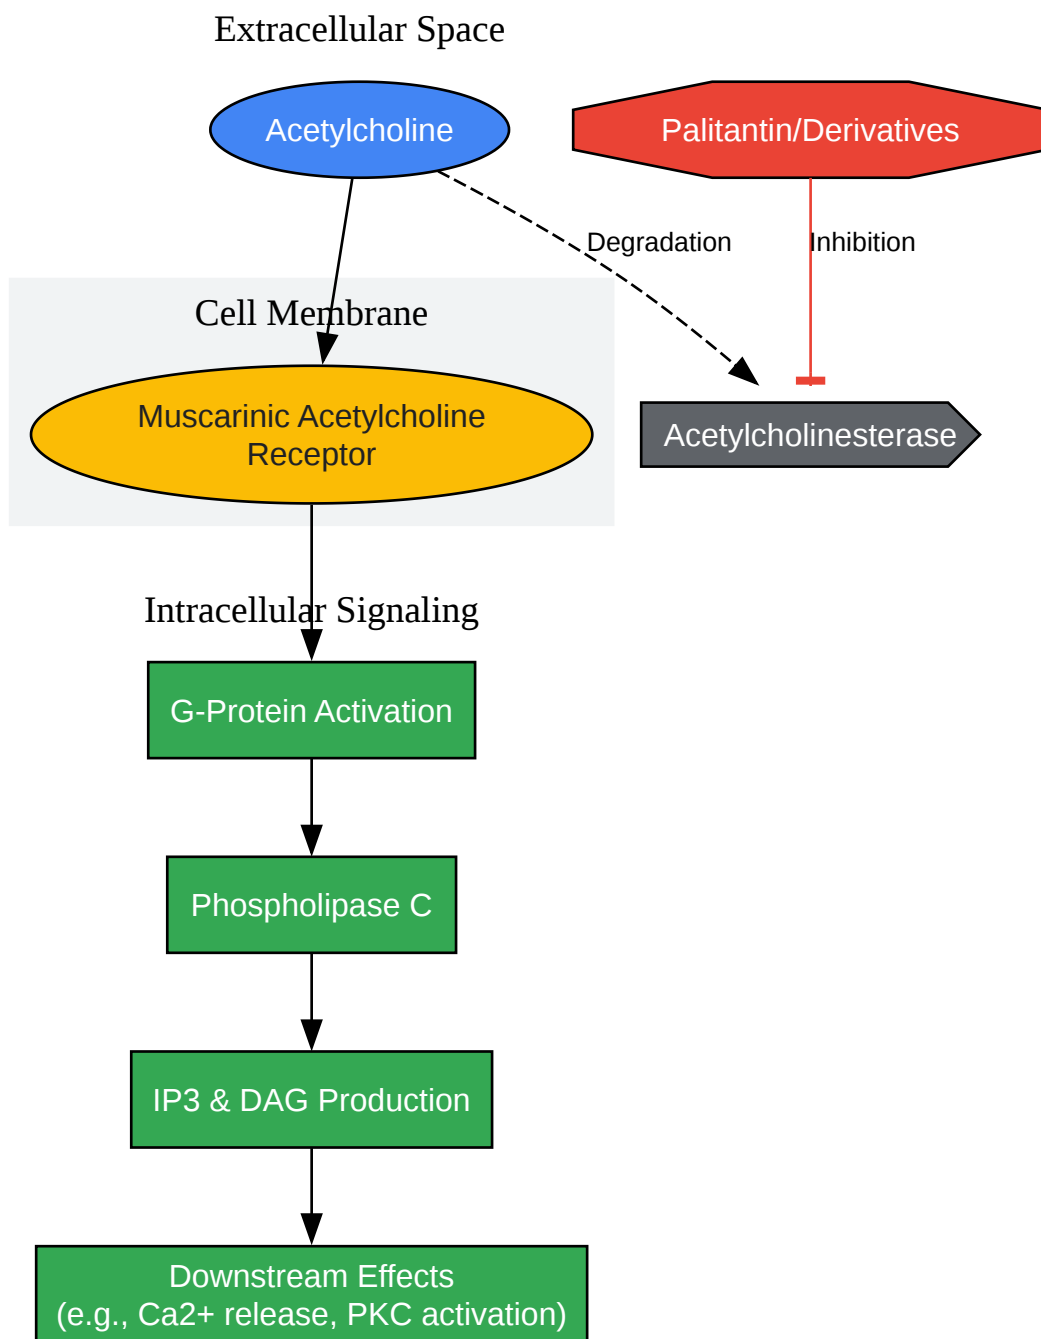 Extracellular Space
Acetylcholine
Palitantin/Derivatives
Degradation
Inhibition
Cell Membrane
Muscarinic Acetylcholine
Receptor
Acetylcholinesterase
Intracellular Signaling
G-Protein Activation
Phospholipase C
IP3 & DAG Production
Downstream Effects
(e.g., Ca2+ release, PKC activation)